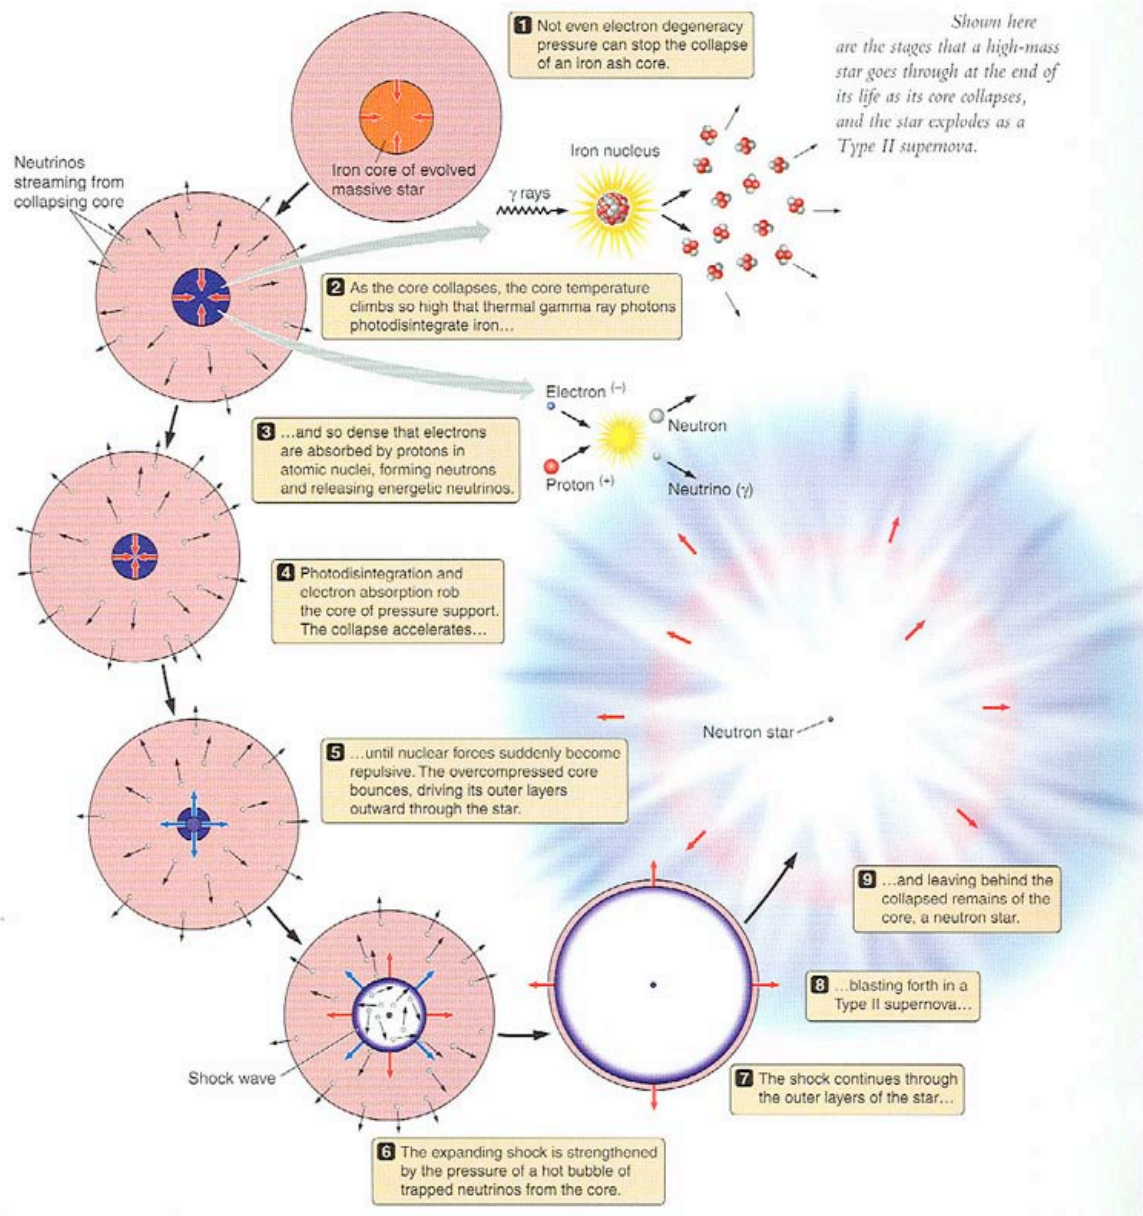 Shown here
are the stages that a high-mass
star goes through at the end of
its life as its core collapses,
and the star explodes as a
Type II supernova.
1 Not even electron degeneracy
pressure can stop the collapse
of an iron ash core.
Iron core of evolved
massive star
Neutrinos
streaming from
collapsing core
γ rays
Iron nucleus
2 As the core collapses, the core temperature
climbs so high that thermal gamma ray photons
photodisintegrate iron...
Electron (–)
Proton (+)
Neutron
Neutrino (γ)
3 ...and so dense that electrons
are absorbed by protons in
atomic nuclei, forming neutrons
and releasing energetic neutrinos.
4 Photodisintegration and
electron absorption rob
the core of pressure support.
The collapse accelerates...
5 ...until nuclear forces suddenly become
repulsive. The overcompressed core
bounces, driving its outer layers
outward through the star.
Shock wave
6 The expanding shock is strengthened
by the pressure of a hot bubble of
trapped neutrinos from the core.
7 The shock continues through
the outer layers of the star...
8 ...blasting forth in a
Type II supernova...
9 ...and leaving behind the
collapsed remains of the
core, a neutron star.
Neutron star